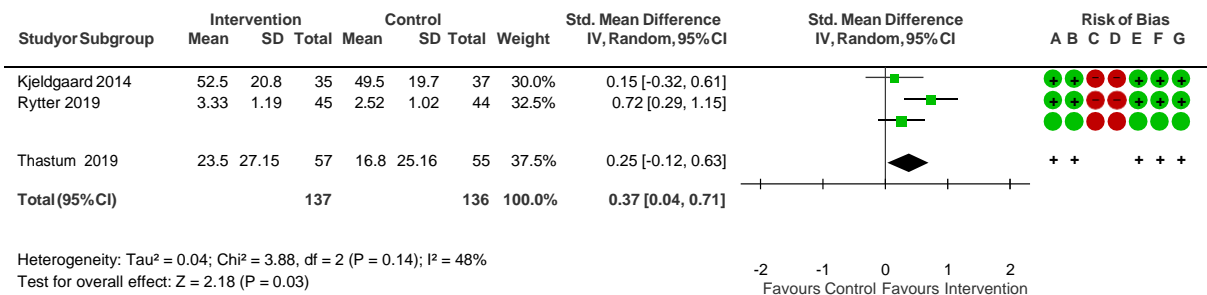 Intervention Control Std. Mean Difference Std. Mean Difference Risk of Bias
Study or Subgroup Mean SD Total Mean SD Total Weight IV, Random, 95% CI IV, Random, 95% CI A B C D E F G
Kjeldgaard 2014 52.5 20.8 35 49.5 19.7 37 30.0% 0.15 [-0.32, 0.61] + + – – + + +
Rytter 2019 3.33 1.19 45 2.52 1.02 44 32.5% 0.72 [0.29, 1.15] + + – – + + +
Thastum 2019 23.5 27.15 57 16.8 25.16 55 37.5% 0.25 [-0.12, 0.63] + + + + +
Total (95% CI) 137 136 100.0% 0.37 [0.04, 0.71]
Heterogeneity: Tau² = 0.04; Chi² = 3.88, df = 2 (P = 0.14); I² = 48%
Test for overall effect: Z = 2.18 (P = 0.03)
-2 -1 0 1 2
Favours Control Favours Intervention